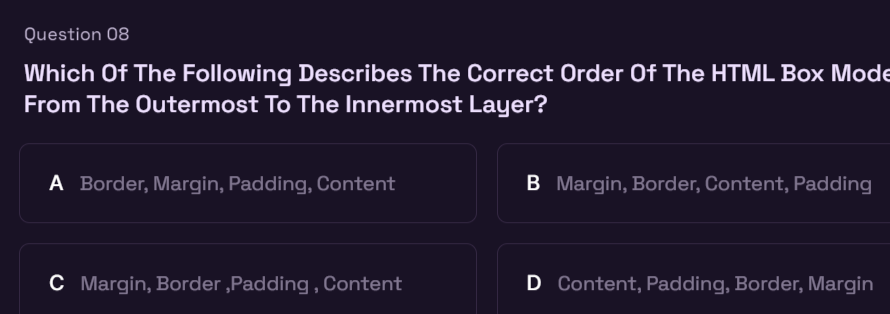 Question 08
Which Of The Following Describes The Correct Order Of The HTML Box Mode
From The Outermost To The Innermost Layer?
A Border, Margin, Padding, Content
B Margin, Border, Content, Padding
C Margin, Border ,Padding , Content
D Content, Padding, Border, Margin